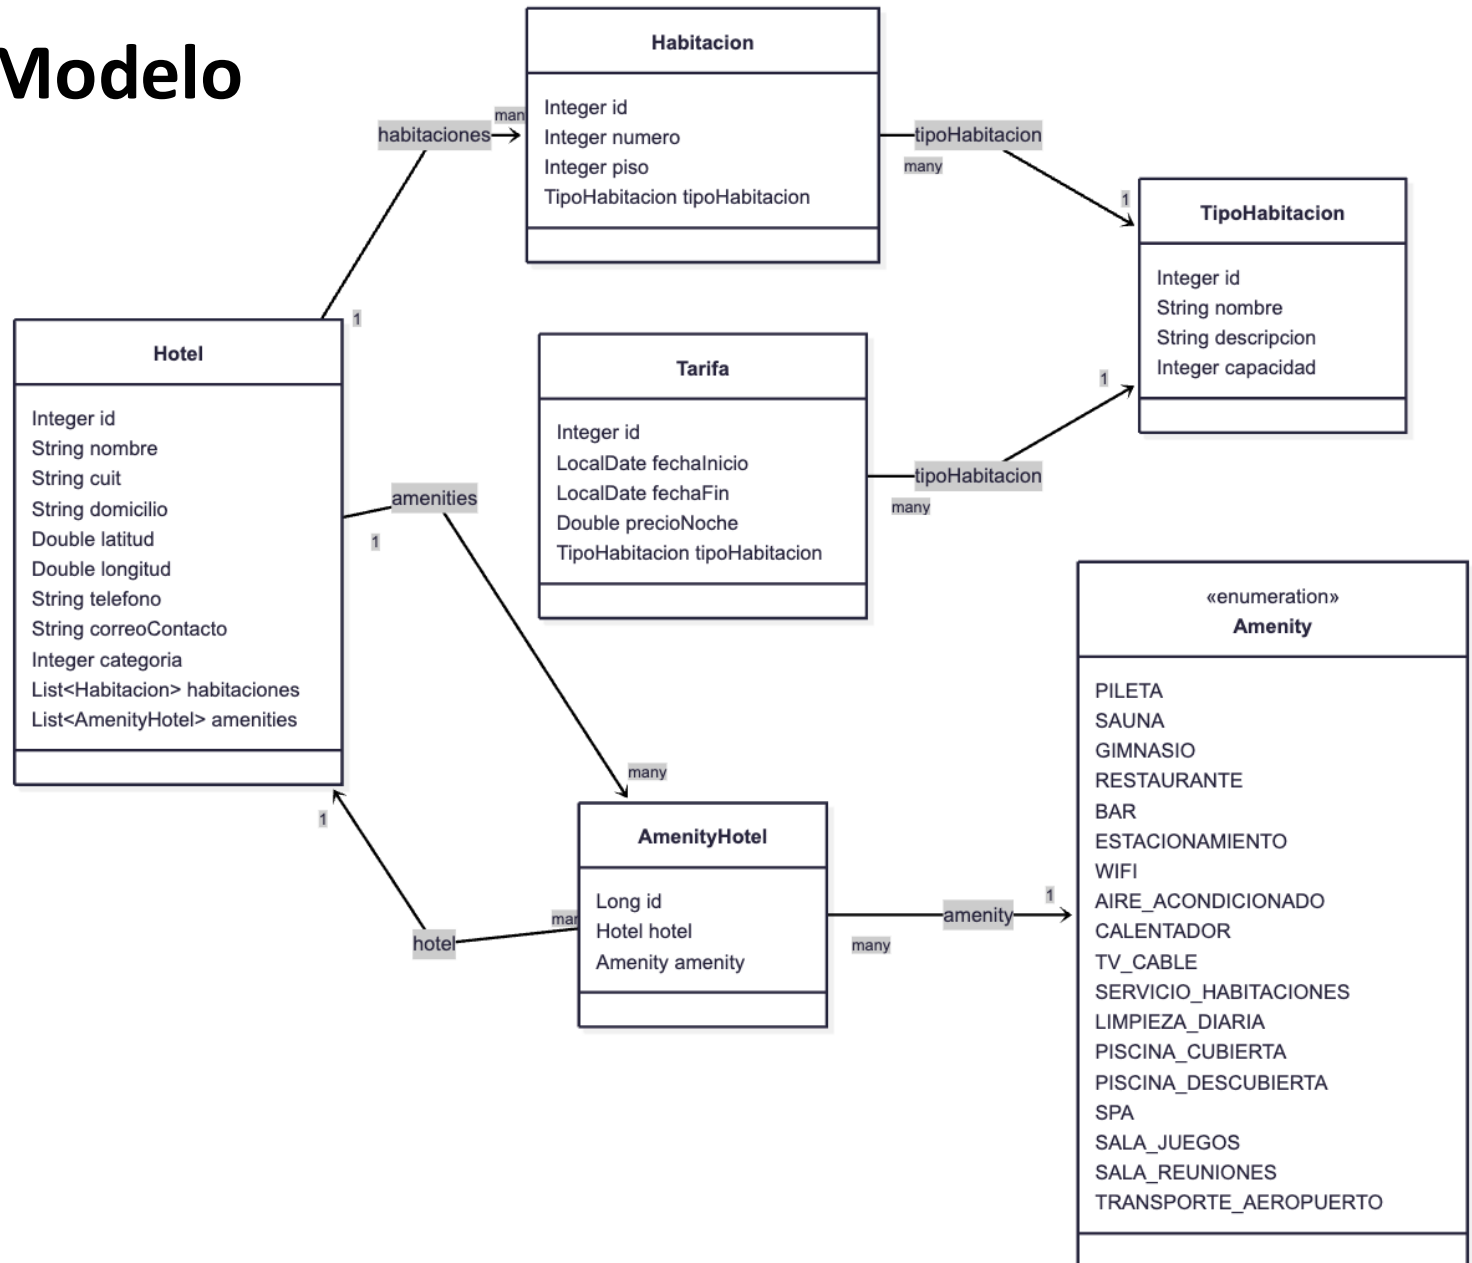 Modelo
Habitacion
Integer id
Integer numero
Integer piso
TipoHabitacion tipoHabitacion
habitaciones
man
1
tipoHabitacion
many
1
TipoHabitacion
Integer id
String nombre
String descripcion
Integer capacidad
Hotel
Integer id
String nombre
String cuit
String domicilio
Double latitud
Double longitud
String telefono
String correoContacto
Integer categoria
List<Habitacion> habitaciones
List<AmenityHotel> amenities
Tarifa
Integer id
LocalDate fechaInicio
LocalDate fechaFin
Double precioNoche
TipoHabitacion tipoHabitacion
tipoHabitacion
many
1
amenities
1
many
AmenityHotel
Long id
Hotel hotel
Amenity amenity
hotel
1
mar
amenity
many
1
«enumeration»
Amenity
PILETA
SAUNA
GIMNASIO
RESTAURANTE
BAR
ESTACIONAMIENTO
WIFI
AIRE_ACONDICIONADO
CALENTADOR
TV_CABLE
SERVICIO_HABITACIONES
LIMPIEZA_DIARIA
PISCINA_CUBIERTA
PISCINA_DESCUBIERTA
SPA
SALA_JUEGOS
SALA_REUNIONES
TRANSPORTE_AEROPUERTO